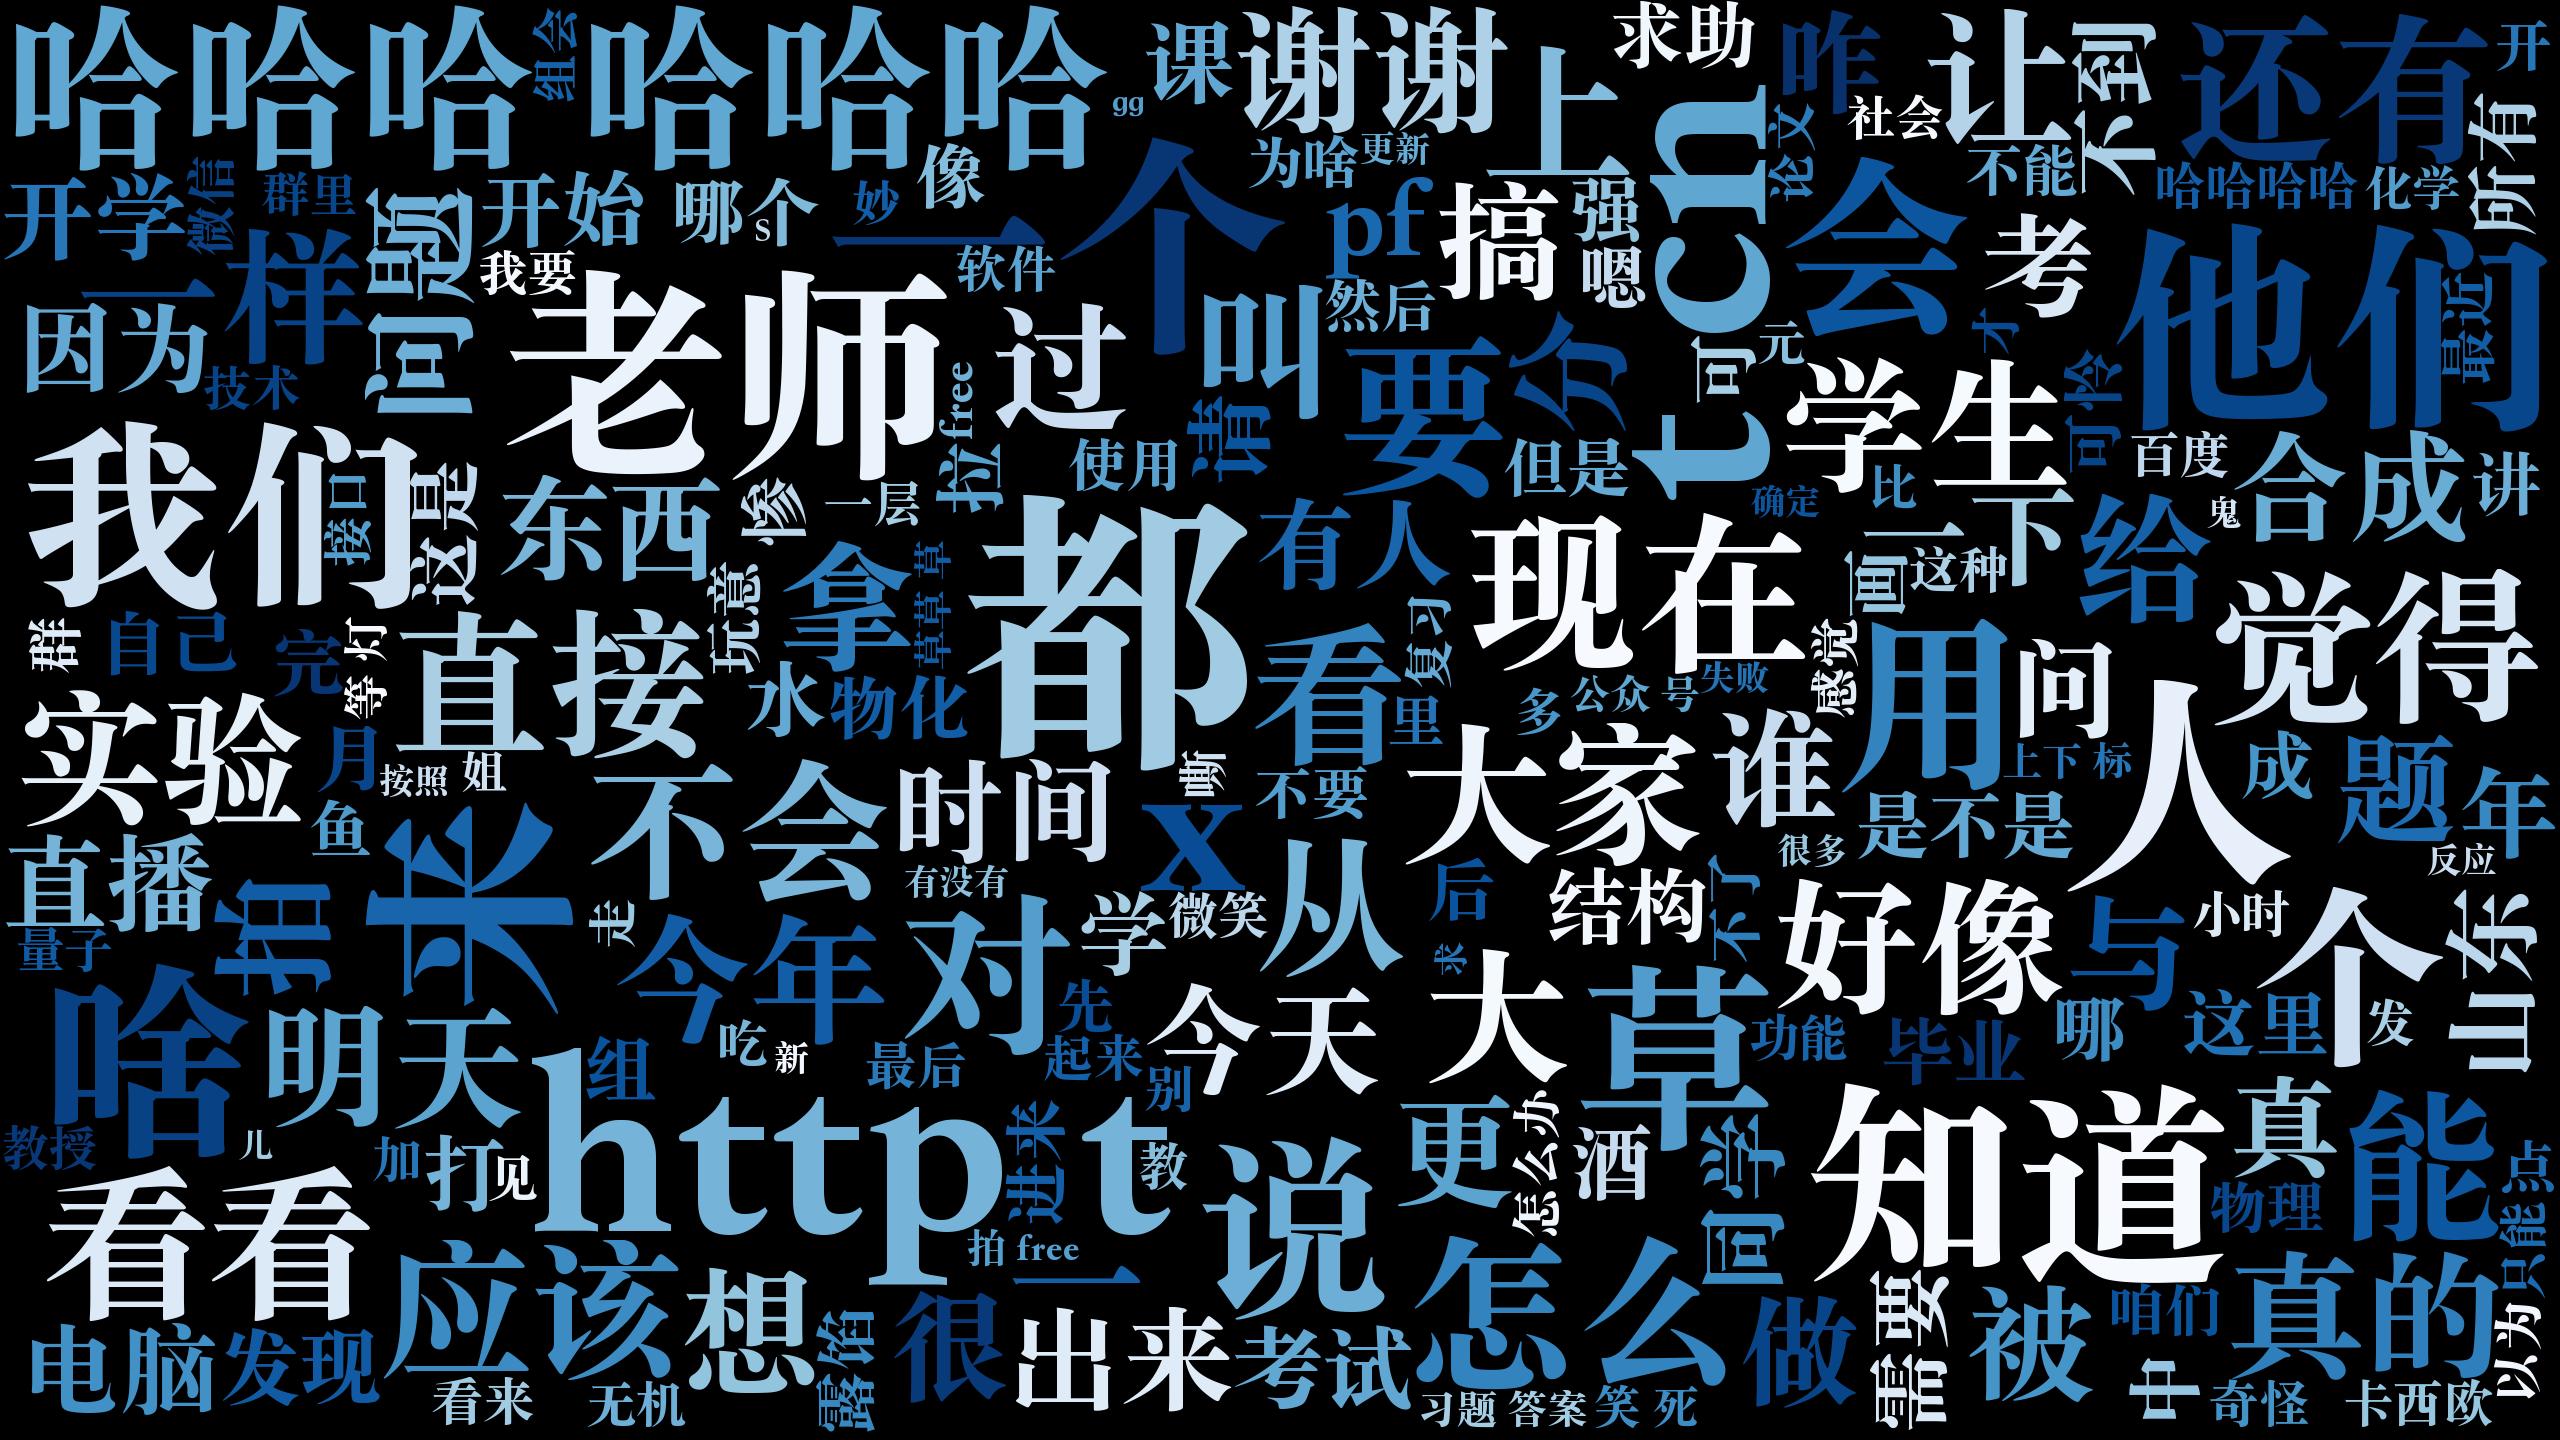 哈哈哈 哈哈哈
组会
课
谢谢
上
求助
昨
让
不到
还有
开
gg
社会
论文
所有
微信
群里
开学
一样
问题
开始
哪个
s
妙
像
一个
为啥
更新
pf
搞
强
嗯
t cn
会
不能
哈哈哈哈
化学
考
我要
软件
叫
然后
可
元
才
他们
最近
因为
技术
老师
过
拉free
请
要
分
学生
可怜
百度
合成
讲
使用
但是
比
确定
我们
接口
这是
东西
惨
一层
都
有人
现在
一画
这种
下
给
鬼
觉得
玩意
拿
草草草
群
自己
完
等灯
直接
水
物化
看
复习
里
多
公众 号
失败
感觉
用
问
人
实验
月
按照
姐
不会
时间
嘶
不要
大家
谁
上下 标
成
题
年
鱼
x
是不是
很多
反应
直播
拍
来
走
有没有
学
微笑
从
后
结构
不了
好像
与
小时
个
山东
量子
今年
对
求
大
草
啥
明天
组
吃
新
最后
先
起来
今天
功能
毕业
哪
这里
发
别
教授
儿
加
打
见
http t
进来
教
说
更
怎么办
酒
同学
知道
真
能
点
物理
只能
看看
应该
想
拍 free
一
怎么
需要
被
咱们
真的
以为
电脑
发现
露馅
很
出来
考试
做
中
看来
无机
习题 答案
笑 死
奇怪
卡西欧